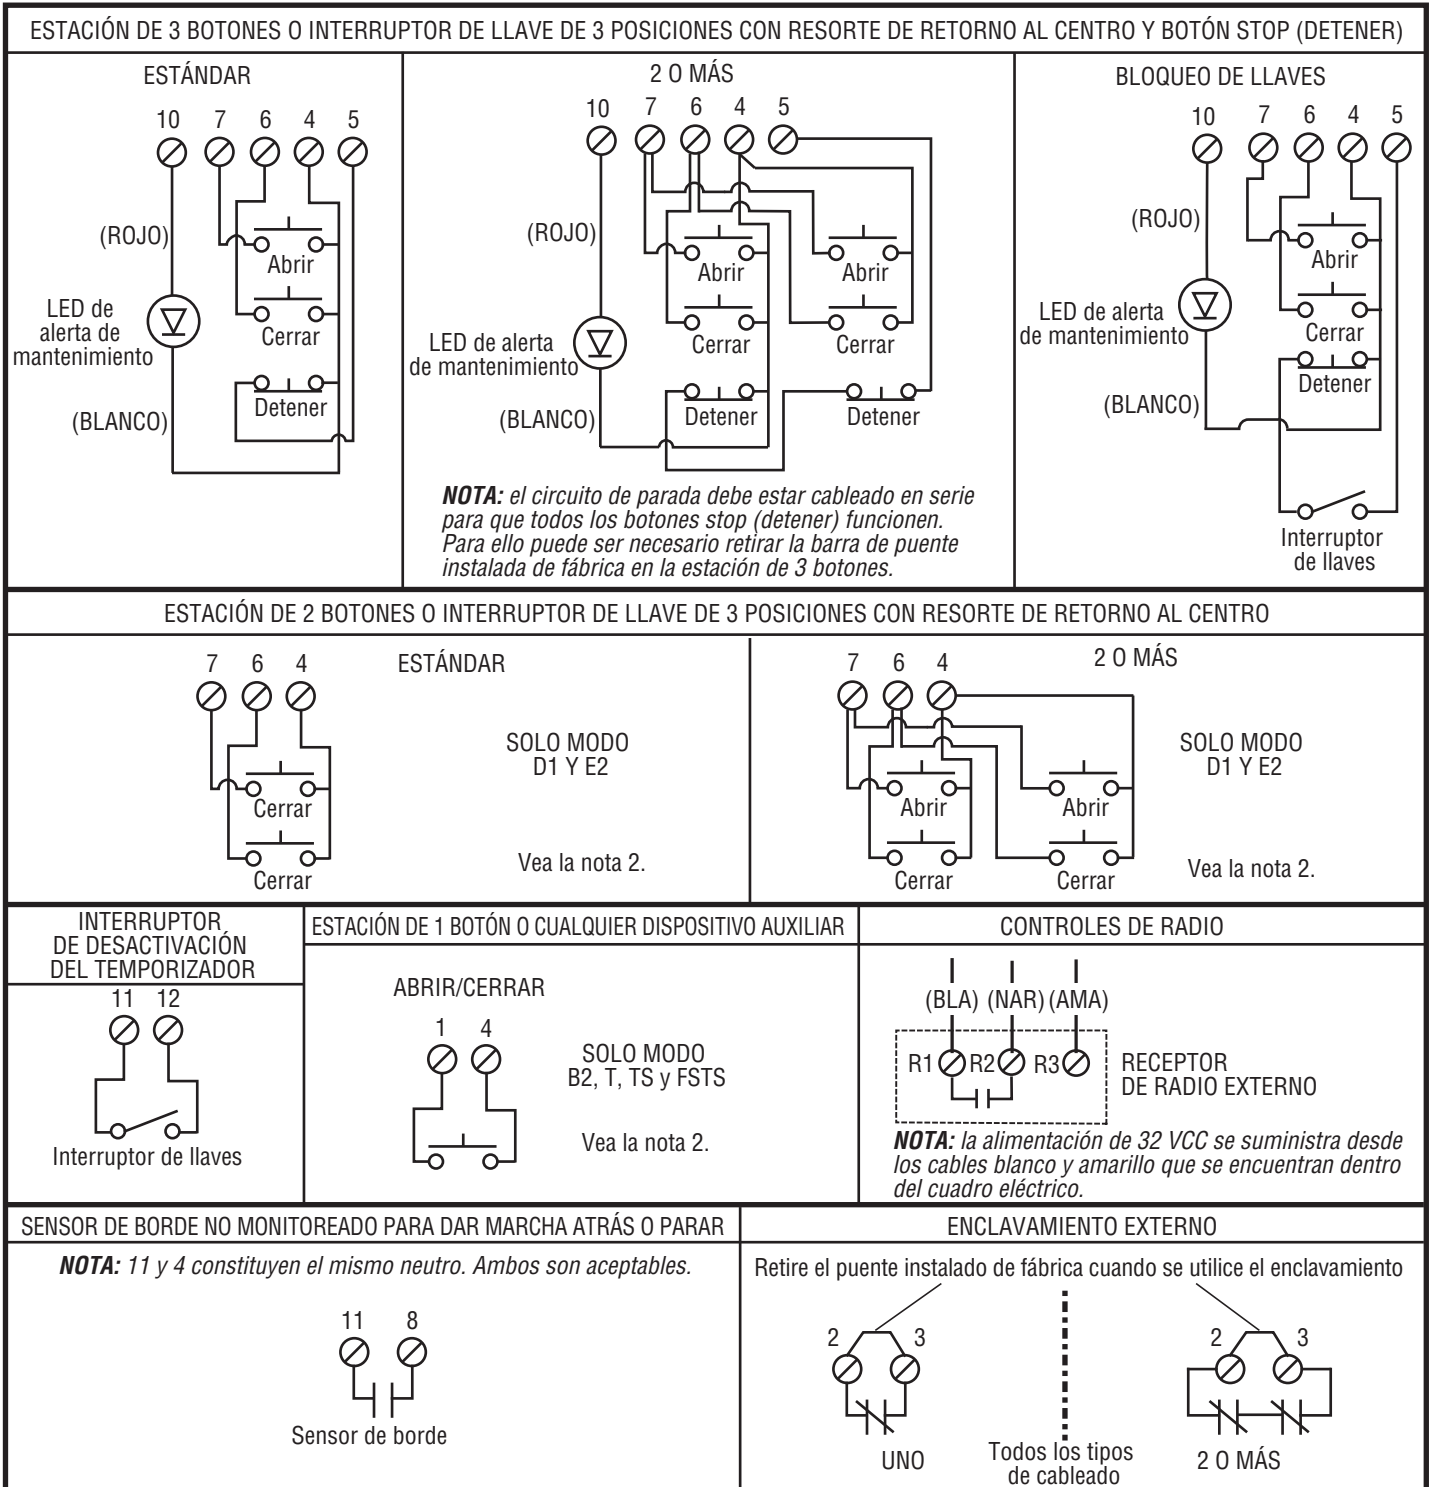 ESTACIÓN DE 3 BOTONES O INTERRUPTOR DE LLAVE DE 3 POSICIONES CON RESORTE DE RETORNO AL CENTRO Y BOTÓN STOP (DETENER)
ESTÁNDAR
10 7 6 4 5
(ROJO)
Abrir
LED de
alerta de
mantenimiento
Cerrar
Detener
(BLANCO)
2 O MÁS
10 7 6 4 5
(ROJO)
Abrir Abrir
LED de alerta
de mantenimiento
Cerrar Cerrar
(BLANCO)
Detener Detener
NOTA: el circuito de parada debe estar cableado en serie
para que todos los botones stop (detener) funcionen.
Para ello puede ser necesario retirar la barra de puente
instalada de fábrica en la estación de 3 botones.
BLOQUEO DE LLAVES
10 7 6 4 5
(ROJO)
Abrir
LED de alerta
de mantenimiento
Cerrar
Detener
(BLANCO)
Interruptor
de llaves
ESTACIÓN DE 2 BOTONES O INTERRUPTOR DE LLAVE DE 3 POSICIONES CON RESORTE DE RETORNO AL CENTRO
7 6 4
ESTÁNDAR
SOLO MODO
D1 Y E2
Cerrar
Cerrar
Vea la nota 2.
7 6 4
2 O MÁS
SOLO MODO
D1 Y E2
Abrir Abrir
Cerrar Cerrar
Vea la nota 2.
INTERRUPTOR
DE DESACTIVACIÓN
DEL TEMPORIZADOR
11 12
Interruptor de llaves
ESTACIÓN DE 1 BOTÓN O CUALQUIER DISPOSITIVO AUXILIAR
ABRIR/CERRAR
1 4
SOLO MODO
B2, T, TS y FSTS
Vea la nota 2.
CONTROLES DE RADIO
(BLA) (NAR) (AMA)
R1 R2 R3
RECEPTOR
DE RADIO EXTERNO
NOTA: la alimentación de 32 VCC se suministra desde
los cables blanco y amarillo que se encuentran dentro
del cuadro eléctrico.
SENSOR DE BORDE NO MONITOREADO PARA DAR MARCHA ATRÁS O PARAR
NOTA: 11 y 4 constituyen el mismo neutro. Ambos son aceptables.
11 8
Sensor de borde
ENCLAVAMIENTO EXTERNO
Retire el puente instalado de fábrica cuando se utilice el enclavamiento
2 3
UNO
Todos los tipos
de cableado
2 3
2 O MÁS